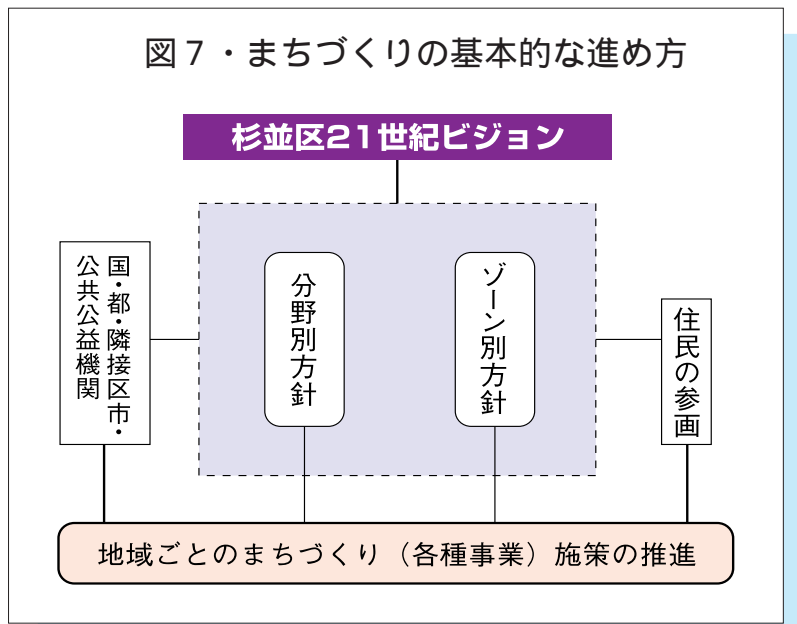 図７・まちづくりの基本的な進め方
杉並区21世紀ビジョン
国・都・隣接区市・
公共公益機関
分野別方針
ゾーン別方針
住民の参画
地域ごとのまちづくり（各種事業）施策の推進